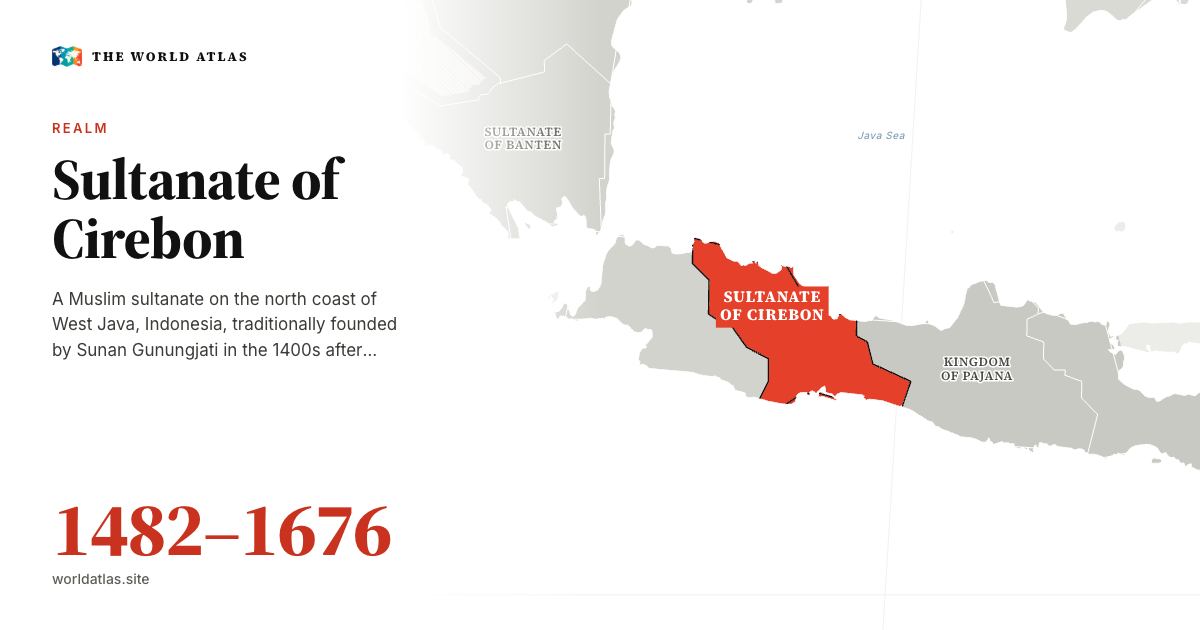 THE WORLD ATLAS
REALM
Sultanate of
Cirebon
A Muslim sultanate on the north coast of
West Java, Indonesia, traditionally founded
by Sunan Gunungjati in the 1400s after...
1482–1676
worldatlas.site
SULTANATE
OF BANTEN
Java Sea
SULTANATE
OF CIREBON
KINGDOM
OF PAJANA